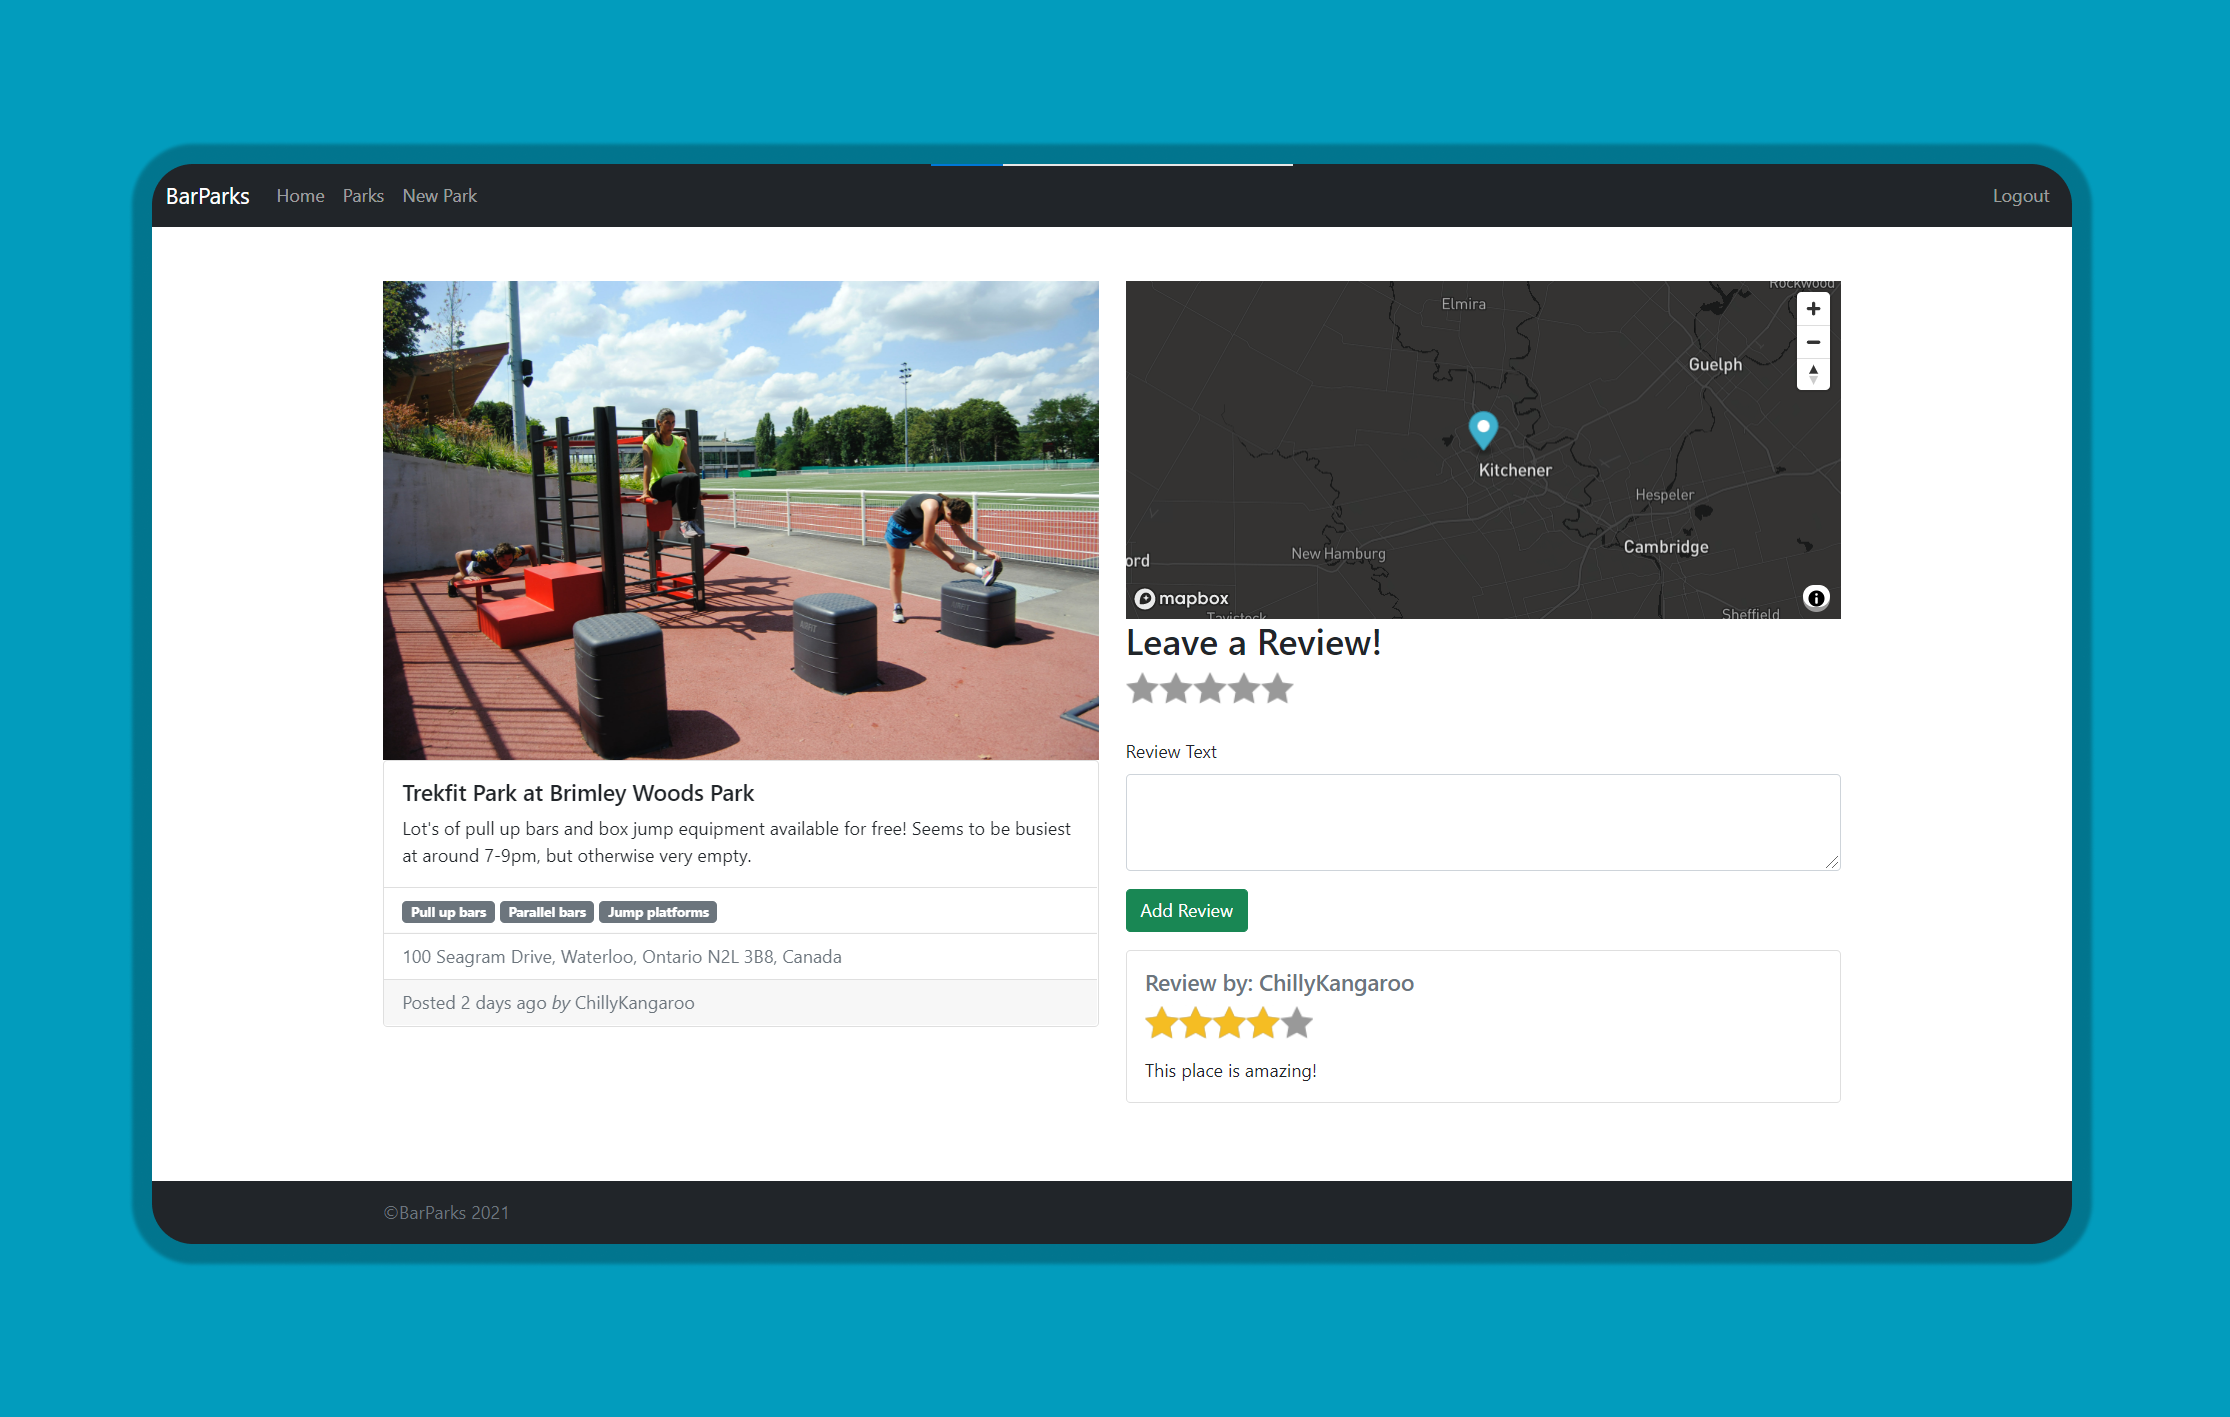 BarParks Home Parks New Park Logout
Trekfit Park at Brimley Woods Park
Lot's of pull up bars and box jump equipment available for free! Seems to be busiest
at around 7-9pm, but otherwise very empty.
Pull up bars Parallel bars Jump platforms
100 Seagram Drive, Waterloo, Ontario N2L 3B8, Canada
Posted 2 days ago by ChillyKangaroo
Rockwood
Elmira
Guelph
Kitchener
Hespeler
Cambridge
New Hamburg
ord
mapbox
Tavistock
Sheffield
Leave a Review!
Review Text
Add Review
Review by: ChillyKangaroo
This place is amazing!
©BarParks 2021